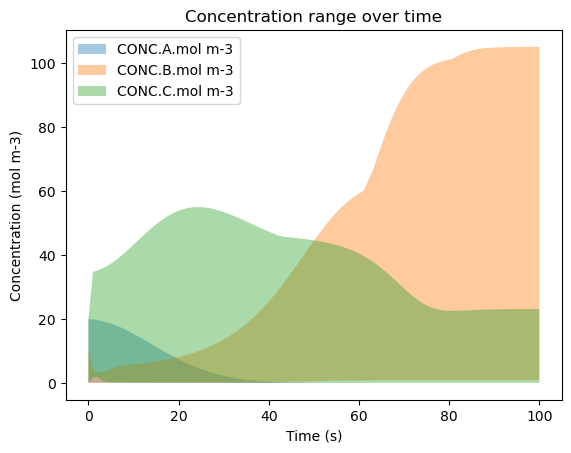 Concentration range over time
CONC.A.mol m-3
CONC.B.mol m-3
CONC.C.mol m-3
Concentration (mol m-3)
100
80
60
40
20
0
0 20 40 60 80 100
Time (s)